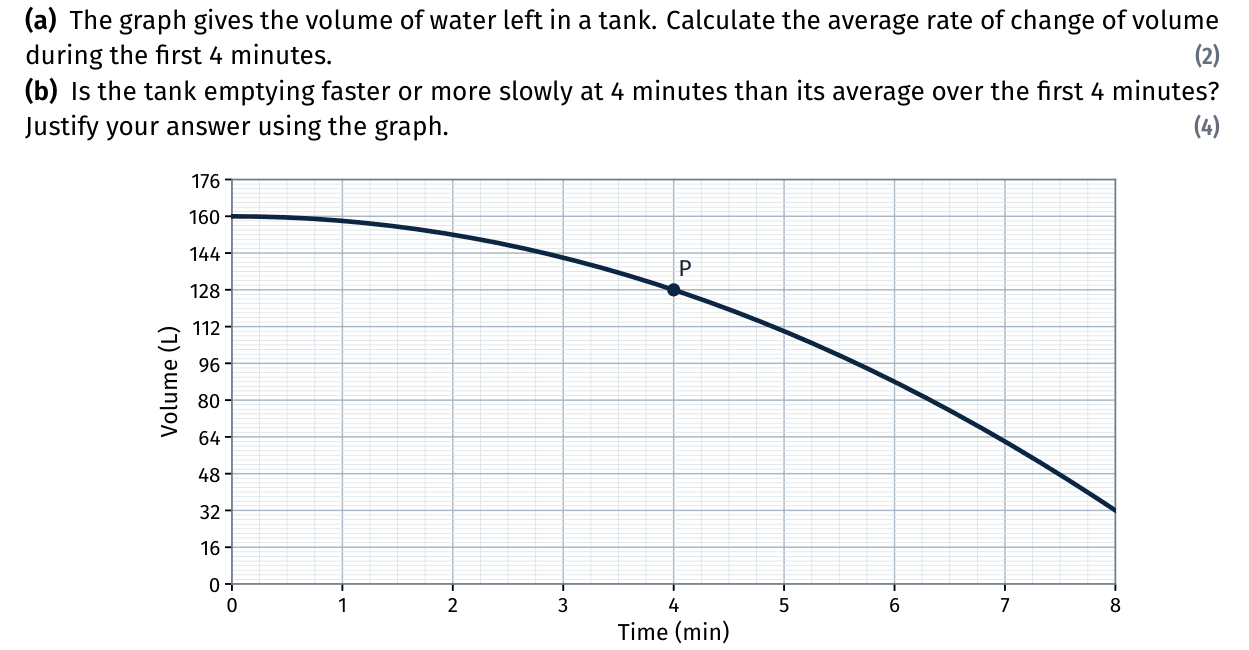 (a) The graph gives the volume of water left in a tank. Calculate the average rate of change of volume
during the first 4 minutes. (2)
(b) Is the tank emptying faster or more slowly at 4 minutes than its average over the first 4 minutes?
Justify your answer using the graph. (4)
176
160
144
P
128
112
96
80
64
48
32
16
0
Volume (L)
0 1 2 3 4 5 6 7 8
Time (min)